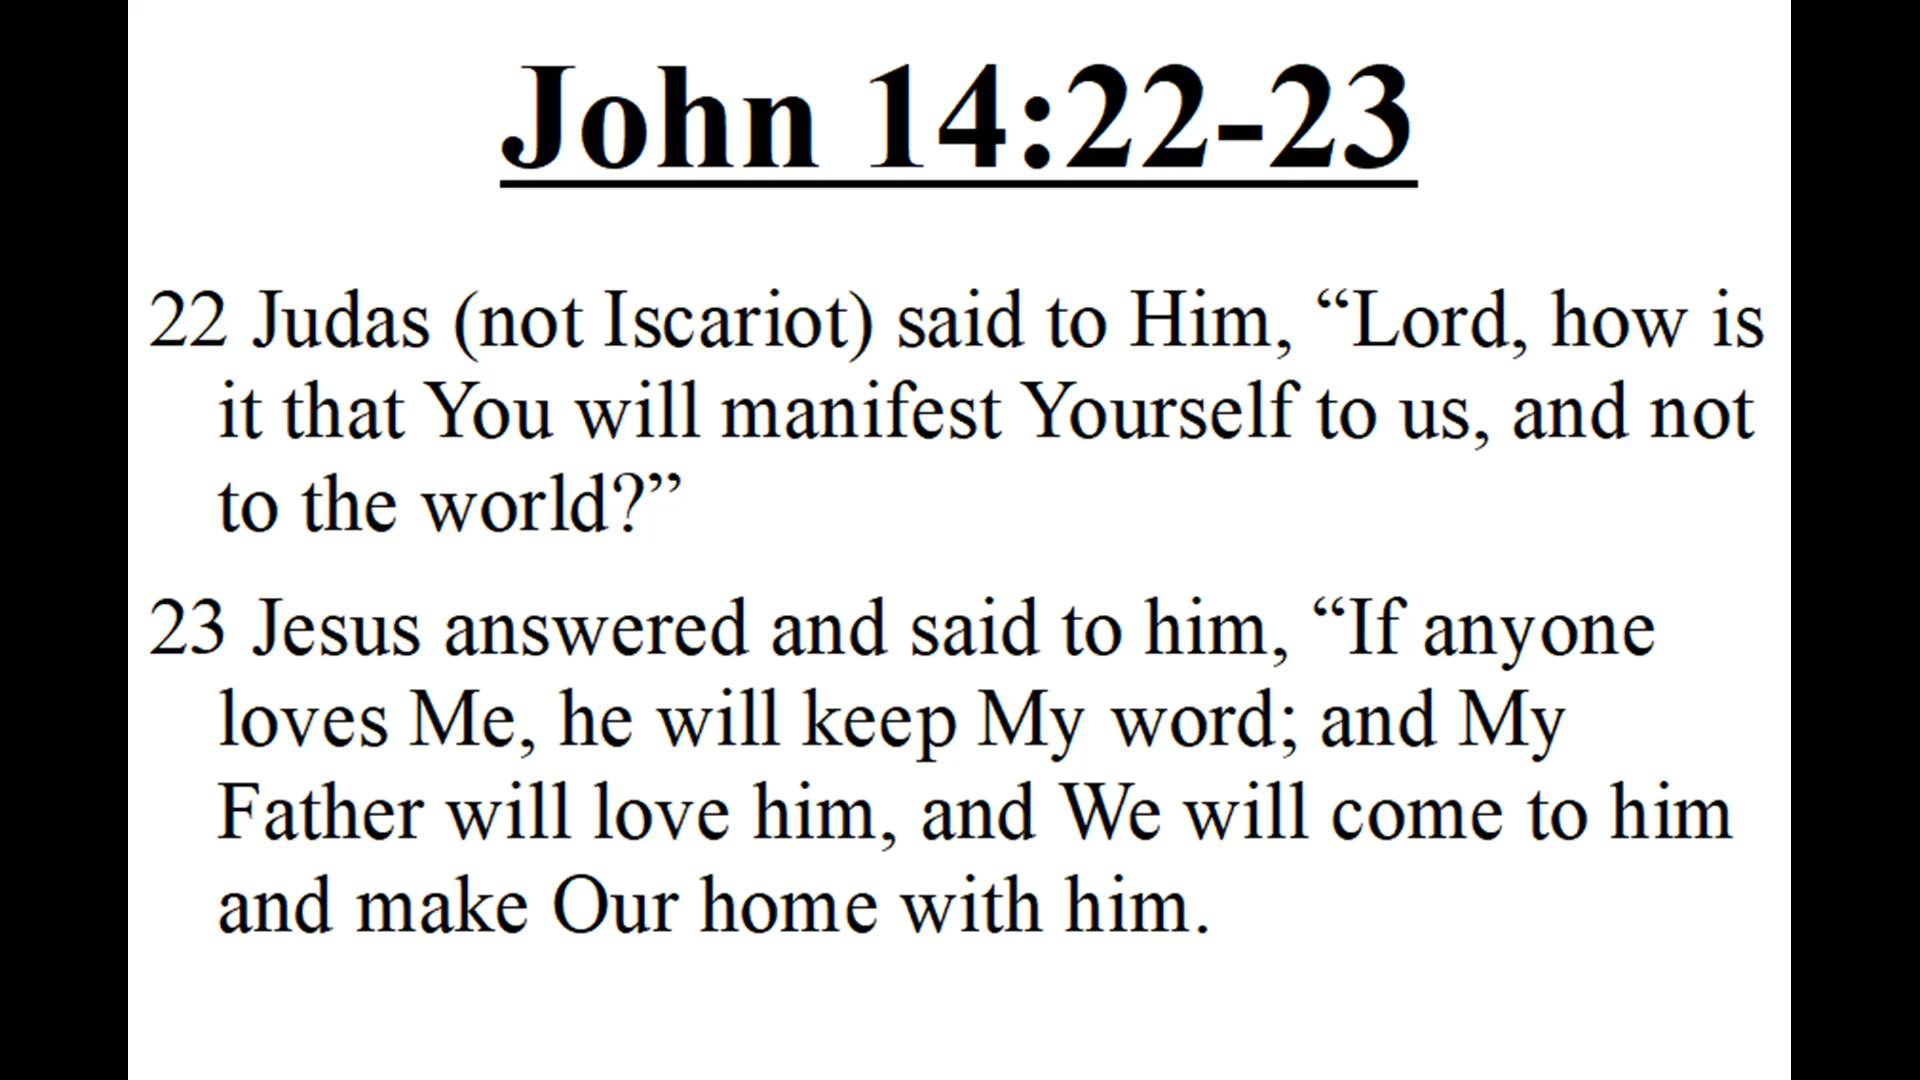 John 14:22-23
22 Judas (not Iscariot) said to Him, “Lord, how is
it that You will manifest Yourself to us, and not
to the world?”
23 Jesus answered and said to him, “If anyone
loves Me, he will keep My word; and My
Father will love him, and We will come to him
and make Our home with him.